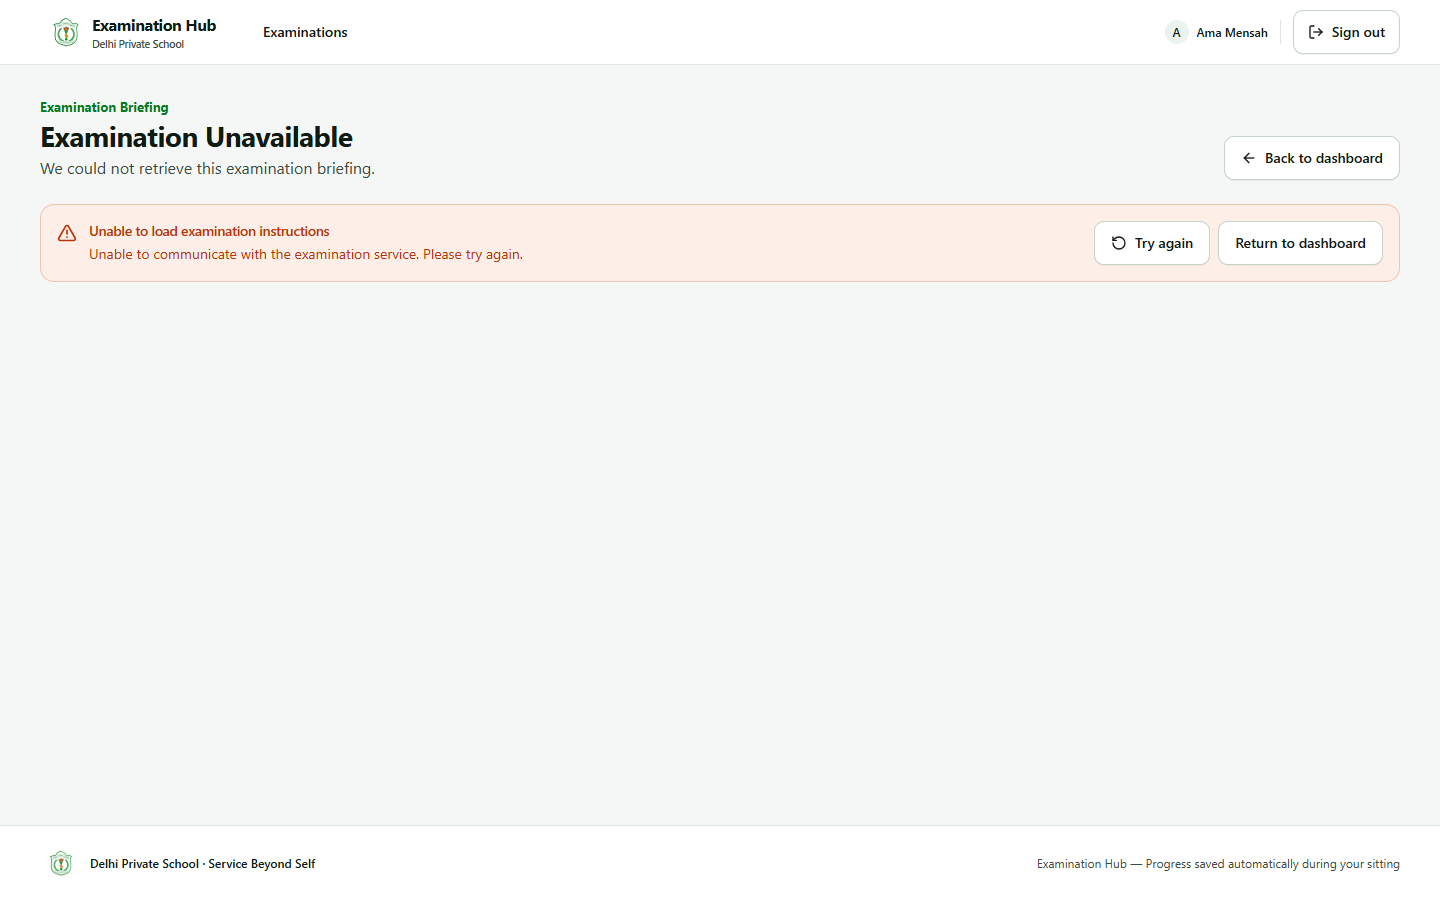 Examination Hub
Delhi Private School
Examinations
A
Ama Mensah
Sign out
Examination Briefing
Examination Unavailable
We could not retrieve this examination briefing.
Back to dashboard
Unable to load examination instructions
Unable to communicate with the examination service. Please try again.
Try again
Return to dashboard
Delhi Private School · Service Beyond Self
Examination Hub — Progress saved automatically during your sitting